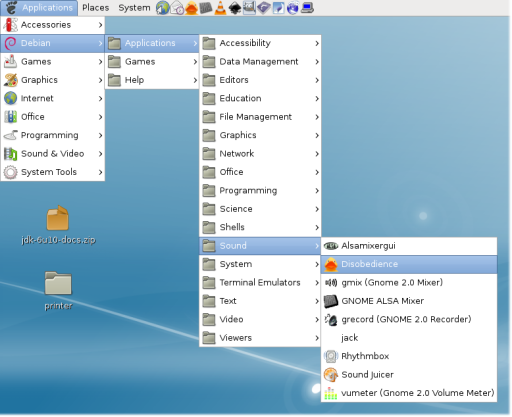 Applications Places System
Accessories
Debian
Games
Graphics
Internet
Office
Programming
Sound & Video
System Tools
Applications
Games
Help
Accessibility
Data Management
Editors
Education
File Management
Graphics
Network
Office
Programming
Science
Shells
Sound
System
Terminal Emulators
Text
Video
Viewers
Alsamixergui
Disobedience
gmix (Gnome 2.0 Mixer)
GNOME ALSA Mixer
grecord (GNOME 2.0 Recorder)
jack
Rhythmbox
Sound Juicer
vumeter (Gnome 2.0 Volume Meter)
jdk-6u10-docs.zip
printer